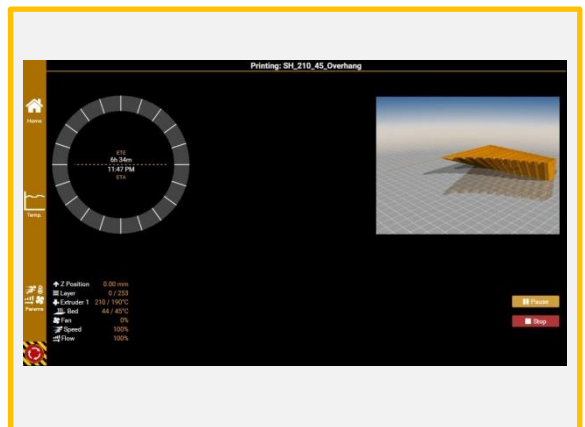 Printing: SH_210_45_Overhang
Home
ETE
6h 34m
11:47 PM
ETA
Temp.
Z Position 0.00 mm
Layer 0 / 253
Extruder 1 210 / 190°C
Bed 44 / 45°C
Fan 0%
Speed 100%
Flow 100%
Params
Pause
Stop